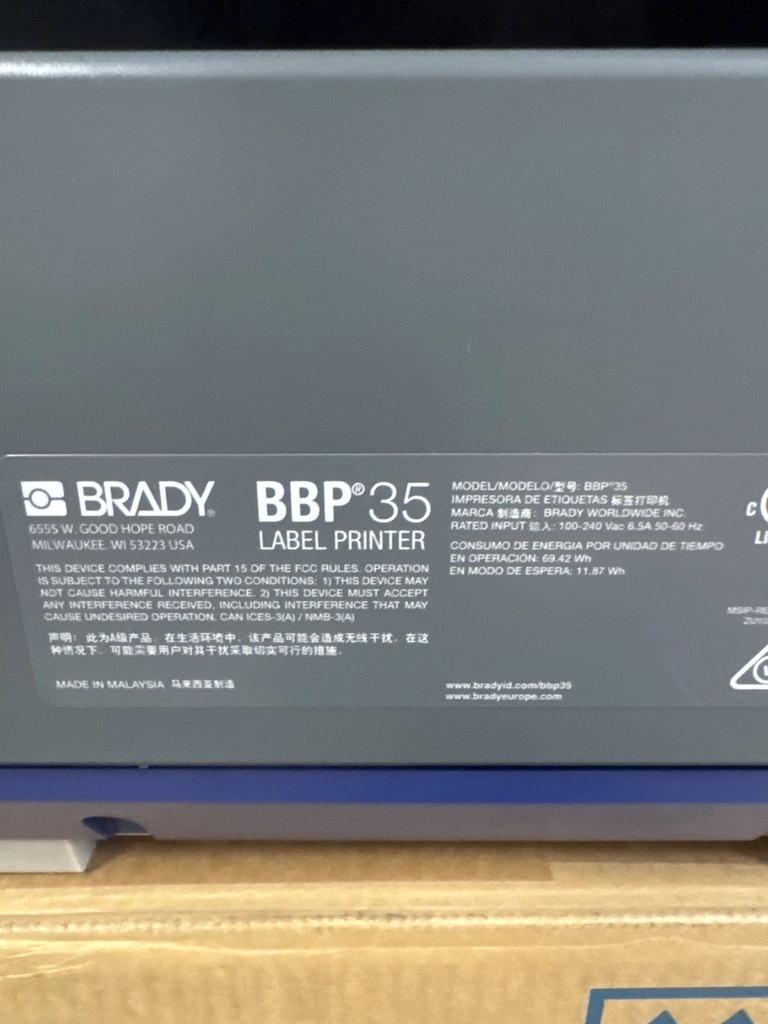 BRADY®
6555 W. GOOD HOPE ROAD
MILWAUKEE, WI 53223 USA
BBP®35
LABEL PRINTER
THIS DEVICE COMPLIES WITH PART 15 OF THE FCC RULES. OPERATION
IS SUBJECT TO THE FOLLOWING TWO CONDITIONS: 1) THIS DEVICE MAY
NOT CAUSE HARMFUL INTERFERENCE. 2) THIS DEVICE MUST ACCEPT
ANY INTERFERENCE RECEIVED, INCLUDING INTERFERENCE THAT MAY
CAUSE UNDESIRED OPERATION. CAN ICES-3(A) / NMB-3(A)
声明：此为A级产品，在生活环境中，该产品可能会造成无线干扰，在这
种情况下，可能需要用户对其干扰采取切实可行的措施。
MADE IN MALAYSIA 马来西亚制造
MODEL/MODELO/型号: BBP®35
IMPRESORA DE ETIQUETAS 标签打印机
MARCA 制造商: BRADY WORLDWIDE INC.
RATED INPUT 输入: 100-240 Vac 6.5A 50-60 Hz
CONSUMO DE ENERGIA POR UNIDAD DE TIEMPO
EN OPERACIÓN: 69.42 Wh
EN MODO DE ESPERA: 11.87 Wh
www.bradyid.com/bbp35
www.bradyeurope.com